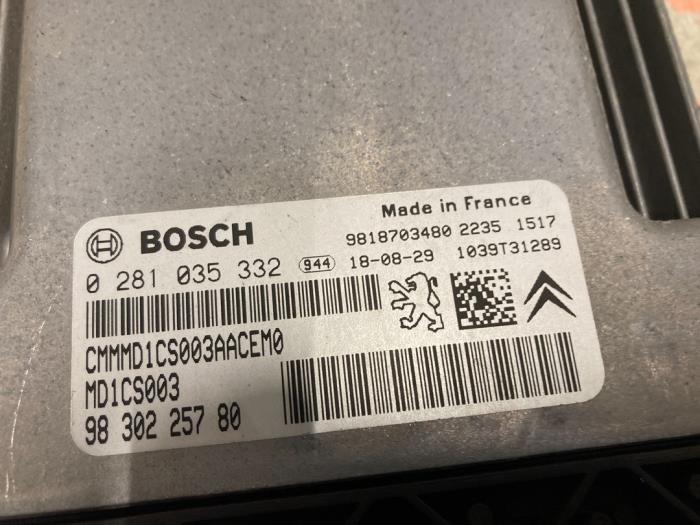 Made in France
BOSCH
9818703480 2235 1517
0 281 035 332 944 18-08-29 1039T31289
CMMMD1CS003AACEM0
MD1CS003
98 302 257 80